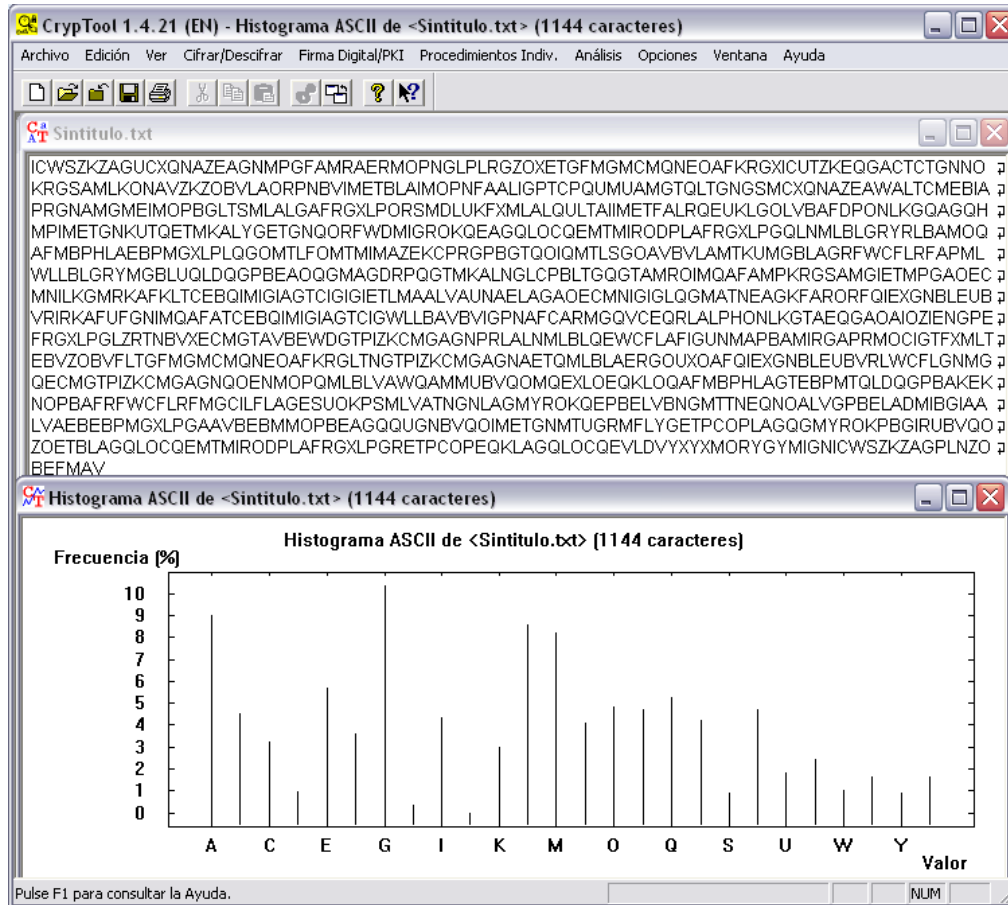 CrypTool 1.4.21 (EN) - Histograma ASCII de <Sintitulo.txt> (1144 caracteres)
Archivo Edición Ver Cifrar/Descifrar Firma Digital/PKI Procedimientos Indiv. Análisis Opciones Ventana Ayuda
Sintitulo.txt
ICWSZKZAGUCXQNAZEAGNMPGFAMRAERMOPNGLPLRGZOXETGFMGMCMQNEOAFKRGXICUTZKEQGACTCTGNNO
KRGSAMLKONAVZKZOBVLAORPNBVIMETBLAIMOPNFAALIGPTCPQUMUAMGTQLTGNGSMCXQNAZEAWALTCMEBIA
PRGNAMGMEIMOPBGLTSMLALGAFRGXLPORSMDLUKFXMLALQULTAIIMETFALRQEUKLGOLVBAFDPONLKGQAGQH
MPIMETGNKUTQETMKALYGETGNQORFWDMIGROKQEAGQLOCQEMTMIRODPLAFRGXLPGQLNMLBLGRYRLBAMOQ
AFMBPHLAEBPMGXLPLQGOMTLFOMTMIMAZEKCPRGPBGTQOIQMTLSGOAVBVLAMTKUMGBLAGRFWCFLRFAPML
WLLBLGRYMGBLUQLDQGPBEAOQGMAGDRPQGTMKALNGLCPBLTGQGTAMROIMQAFAMPKRGSAMGIETMPGAOEC
MNILKGMRKAFKLTCEBQIMIGIAGTCIGIGIETLMAALVAUNAELAGAOECMNIGIGLQGMATNEAGKFARORFQIEXGNBLEUB
VRIRKAFUFGNIMQAFATCEBQIMIGIAGTCIGWLLBAVBVIGPNAFCARMGQVCEQRLALPHONLKGTAEQGAOAIOZIENGPE
FRGXLPGLZRTNBVXECMGTAVBEWDGTPIZKCMGAGNPRLALNMLBLQEWCFLAFIGUNMAPBAMIRGAPRMOCIGTFXMLT
EBVZOBVFLTGFMGMCMQNEOAFKRGLTNGTPIZKCMGAGNAETQMLBLAERGOUXOAFQIEXGNBLEUBVRLWCFLGNMG
QECMGTPIZKCMGAGNQOENMOPQMLBLVAWQAMMUBVQOMQEXLOEQKLOQAFMBPHLAGTEBPMTQLDQGPBAKEK
NOPBAFRFWCFLRFMGCILFLAGESUOKPSMLVATNGNLAGMYROKQEPBELVBNGMTTNEQNOALVGPBELADMIBGIAA
LVAEBEBPMGXLPGAAVBEBMMOPBEAGQQUGNBVQOIMETGNMTUGRMFLYGETPCOPLAGQQGMYROKPBGIRUBVQO
ZOETBLAGQLOCQEMTMIRODPLAFRGXLPGRETPCOPEQKLAGQLOCQEVLDVYXYXMORYGYMIGNICWSZKZAGPLNZO
BEFMAV
Histograma ASCII de <Sintitulo.txt> (1144 caracteres)
Histograma ASCII de <Sintitulo.txt> (1144 caracteres)
Frecuencia (%)
10
9
8
7
6
5
4
3
2
1
0
A C E G I K M O Q S U W Y
Valor
Pulse F1 para consultar la Ayuda.
NUM